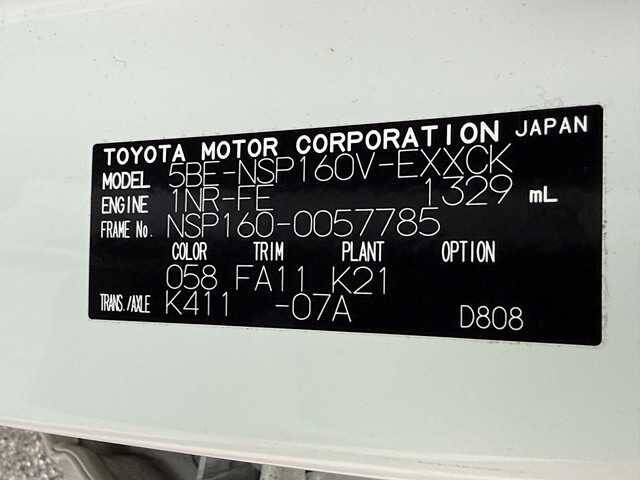 TOYOTA MOTOR CORPORATION JAPAN
MODEL 5BE-NSP160V-EXXCK
ENGINE 1NR-FE 1329 mL
FRAME No. NSP160-0057785
COLOR TRIM PLANT OPTION
058 FA11 K21
TRANS./AXLE K411 -07A D808